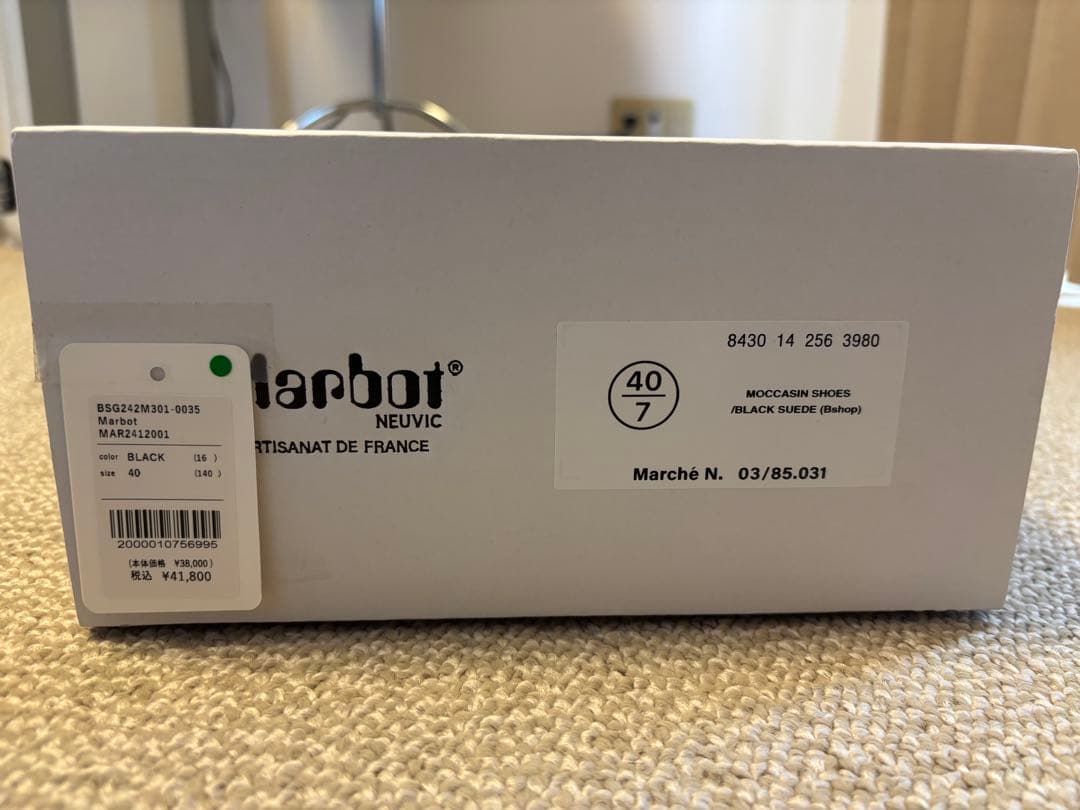 BSG242M301-0035
Marbot
MAR2412001
color BLACK (16 )
size 40 (140 )
2000010756995
(本体価格 ¥38,000)
税込 ¥41,800
arbot®
NEUVIC
RTISANAT DE FRANCE
8430 14 256 3980
40
7
MOCCASIN SHOES
/BLACK SUEDE (Bshop)
Marché N. 03/85.031